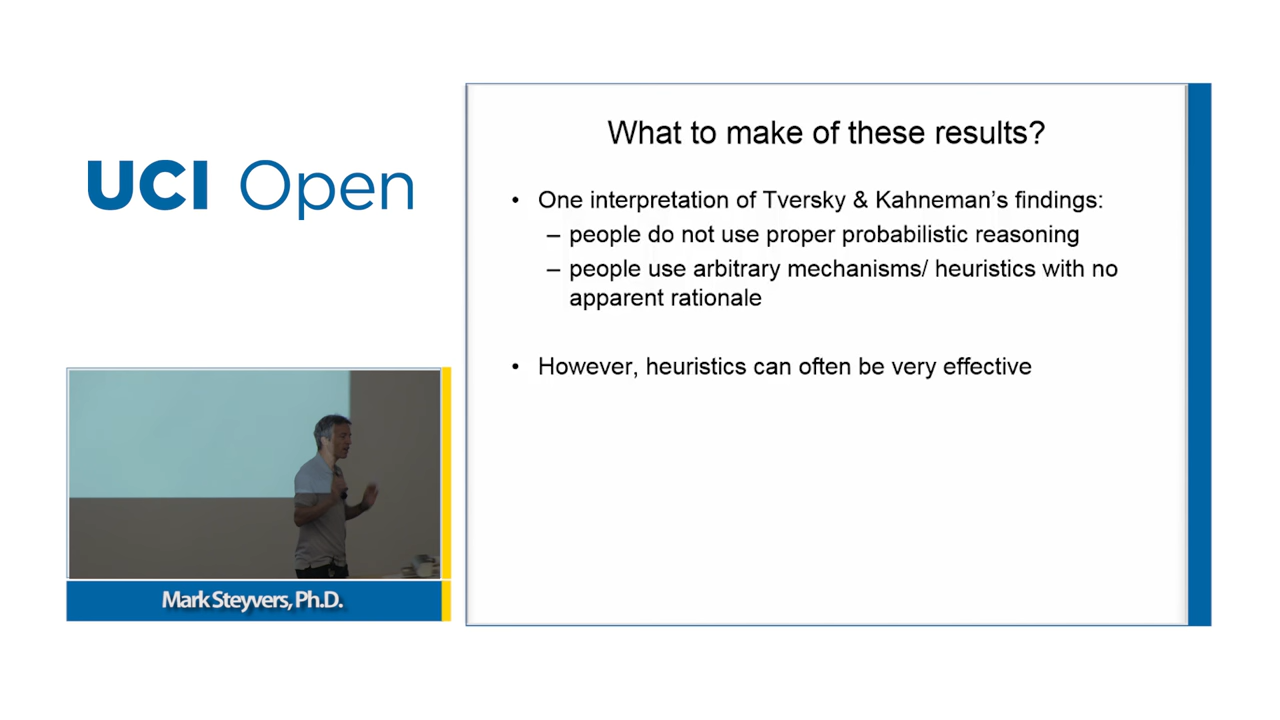 UCI Open
What to make of these results?
• One interpretation of Tversky & Kahneman's findings:
– people do not use proper probabilistic reasoning
– people use arbitrary mechanisms/ heuristics with no
apparent rationale
• However, heuristics can often be very effective
Mark Steyvers, Ph.D.